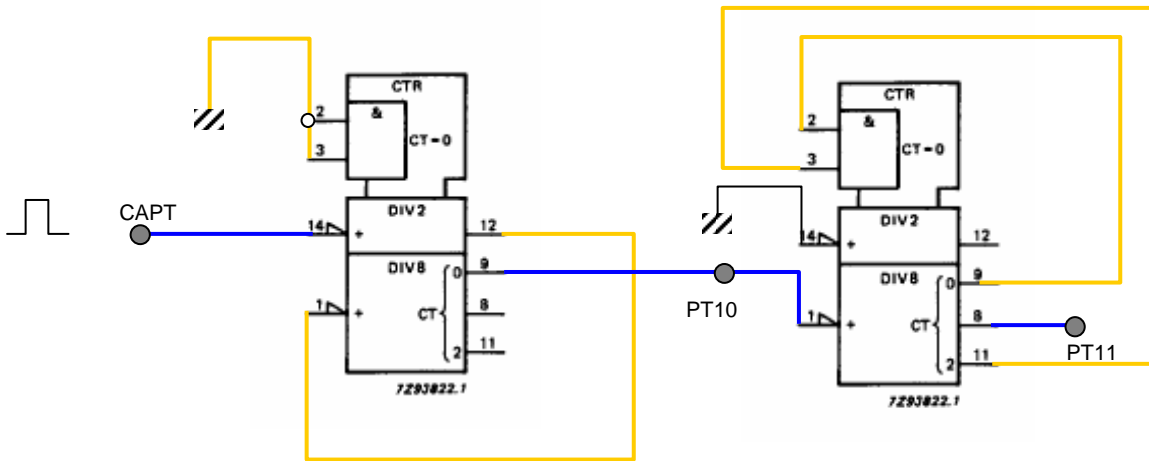 CTR
&
CT=0
2
3
CAPT
14
+
DIV2
12
DIV8
0
9
1
+
CT
8
2
11
7Z93822.1
PT10
CTR
&
CT=0
2
3
14
+
DIV2
12
DIV8
0
9
1
+
CT
8
2
11
PT11
7Z93822.1